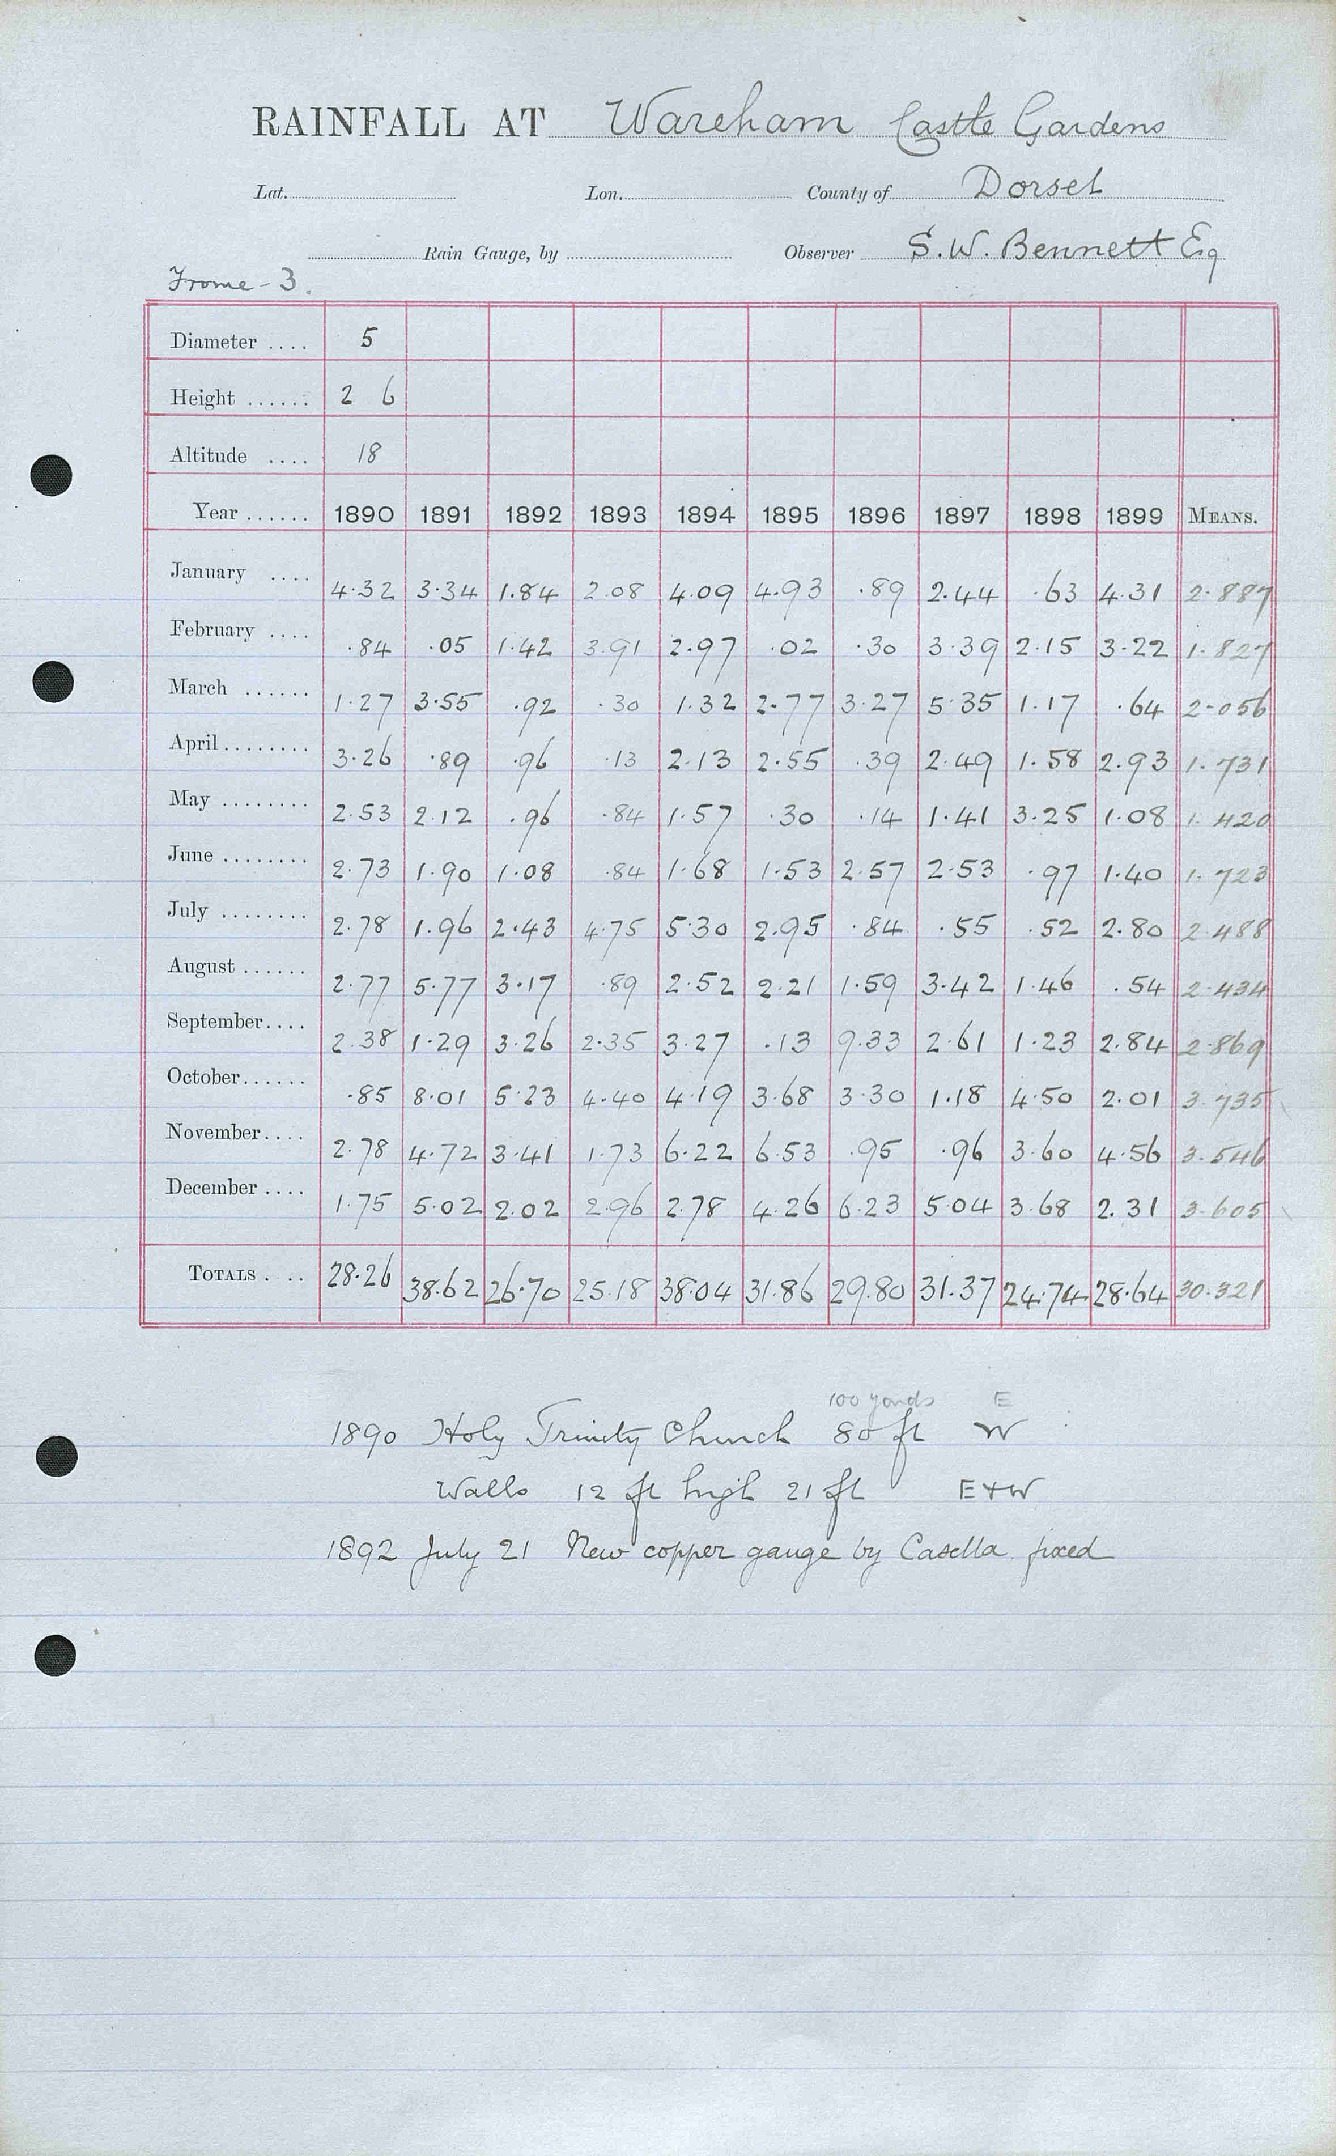 RAINFALL AT Wareham Castle Gardens
Lat. Lon. County of Dorset
Rain Gauge, by Observer S. W. Bennett Esq
Frome - 3.
Diameter .... 5
Height ...... 2 6
Altitude .... 18
Year ...... 1890 1891 1892 1893 1894 1895 1896 1897 1898 1899 MEANS.
January .... 4.32 3.34 1.84 2.08 4.09 4.93 .89 2.44 .63 4.31 2.887
February .... .84 .05 1.42 3.91 2.97 .02 .30 3.39 2.15 3.22 1.827
March ...... 1.27 3.55 .92 .30 1.32 2.77 3.27 5.35 1.17 .64 2.056
April ........ 3.26 .89 .96 .13 2.13 2.55 .39 2.49 1.58 2.93 1.731
May ........ 2.53 2.12 .96 .84 1.57 .30 .14 1.41 3.25 1.08 1.420
June ........ 2.73 1.90 1.08 .84 1.68 1.53 2.57 2.53 .97 1.40 1.723
July ........ 2.78 1.96 2.43 4.75 5.30 2.95 .84 .55 .52 2.80 2.488
August ...... 2.77 5.77 3.17 .89 2.52 2.21 1.59 3.42 1.46 .54 2.434
September.... 2.38 1.29 3.26 2.35 3.27 .13 9.33 2.61 1.23 2.84 2.869
October...... .85 8.01 5.23 4.40 4.19 3.68 3.30 1.18 4.50 2.01 3.735
November.... 2.78 4.72 3.41 1.73 6.22 6.53 .95 .96 3.60 4.56 3.546
December .... 1.75 5.02 2.02 2.96 2.78 4.26 6.23 5.04 3.68 2.31 3.605
TOTALS . .. 28.26 38.62 26.70 25.18 38.04 31.86 29.80 31.37 24.74 28.64 30.321
100 yards E
1890 Holy Trinity Church 80 ft W
Walls 12 ft high 21 ft E+W
1892 July 21 New copper gauge by Casella fixed